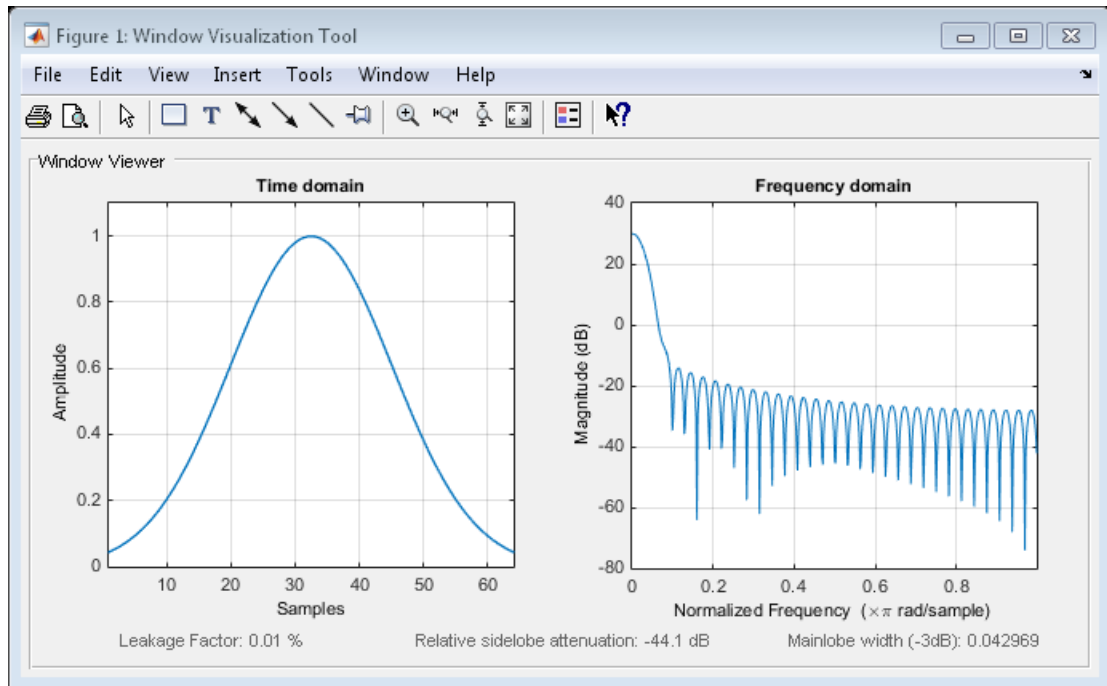 Figure 1: Window Visualization Tool
File Edit View Insert Tools Window Help
T
?
Window Viewer
Time domain
1
0.8
0.6
0.4
0.2
0
Amplitude
10 20 30 40 50 60
Samples
Frequency domain
40
20
0
-20
-40
-60
-80
Magnitude (dB)
0 0.2 0.4 0.6 0.8
Normalized Frequency (×π rad/sample)
Leakage Factor: 0.01 % Relative sidelobe attenuation: -44.1 dB Mainlobe width (-3dB): 0.042969